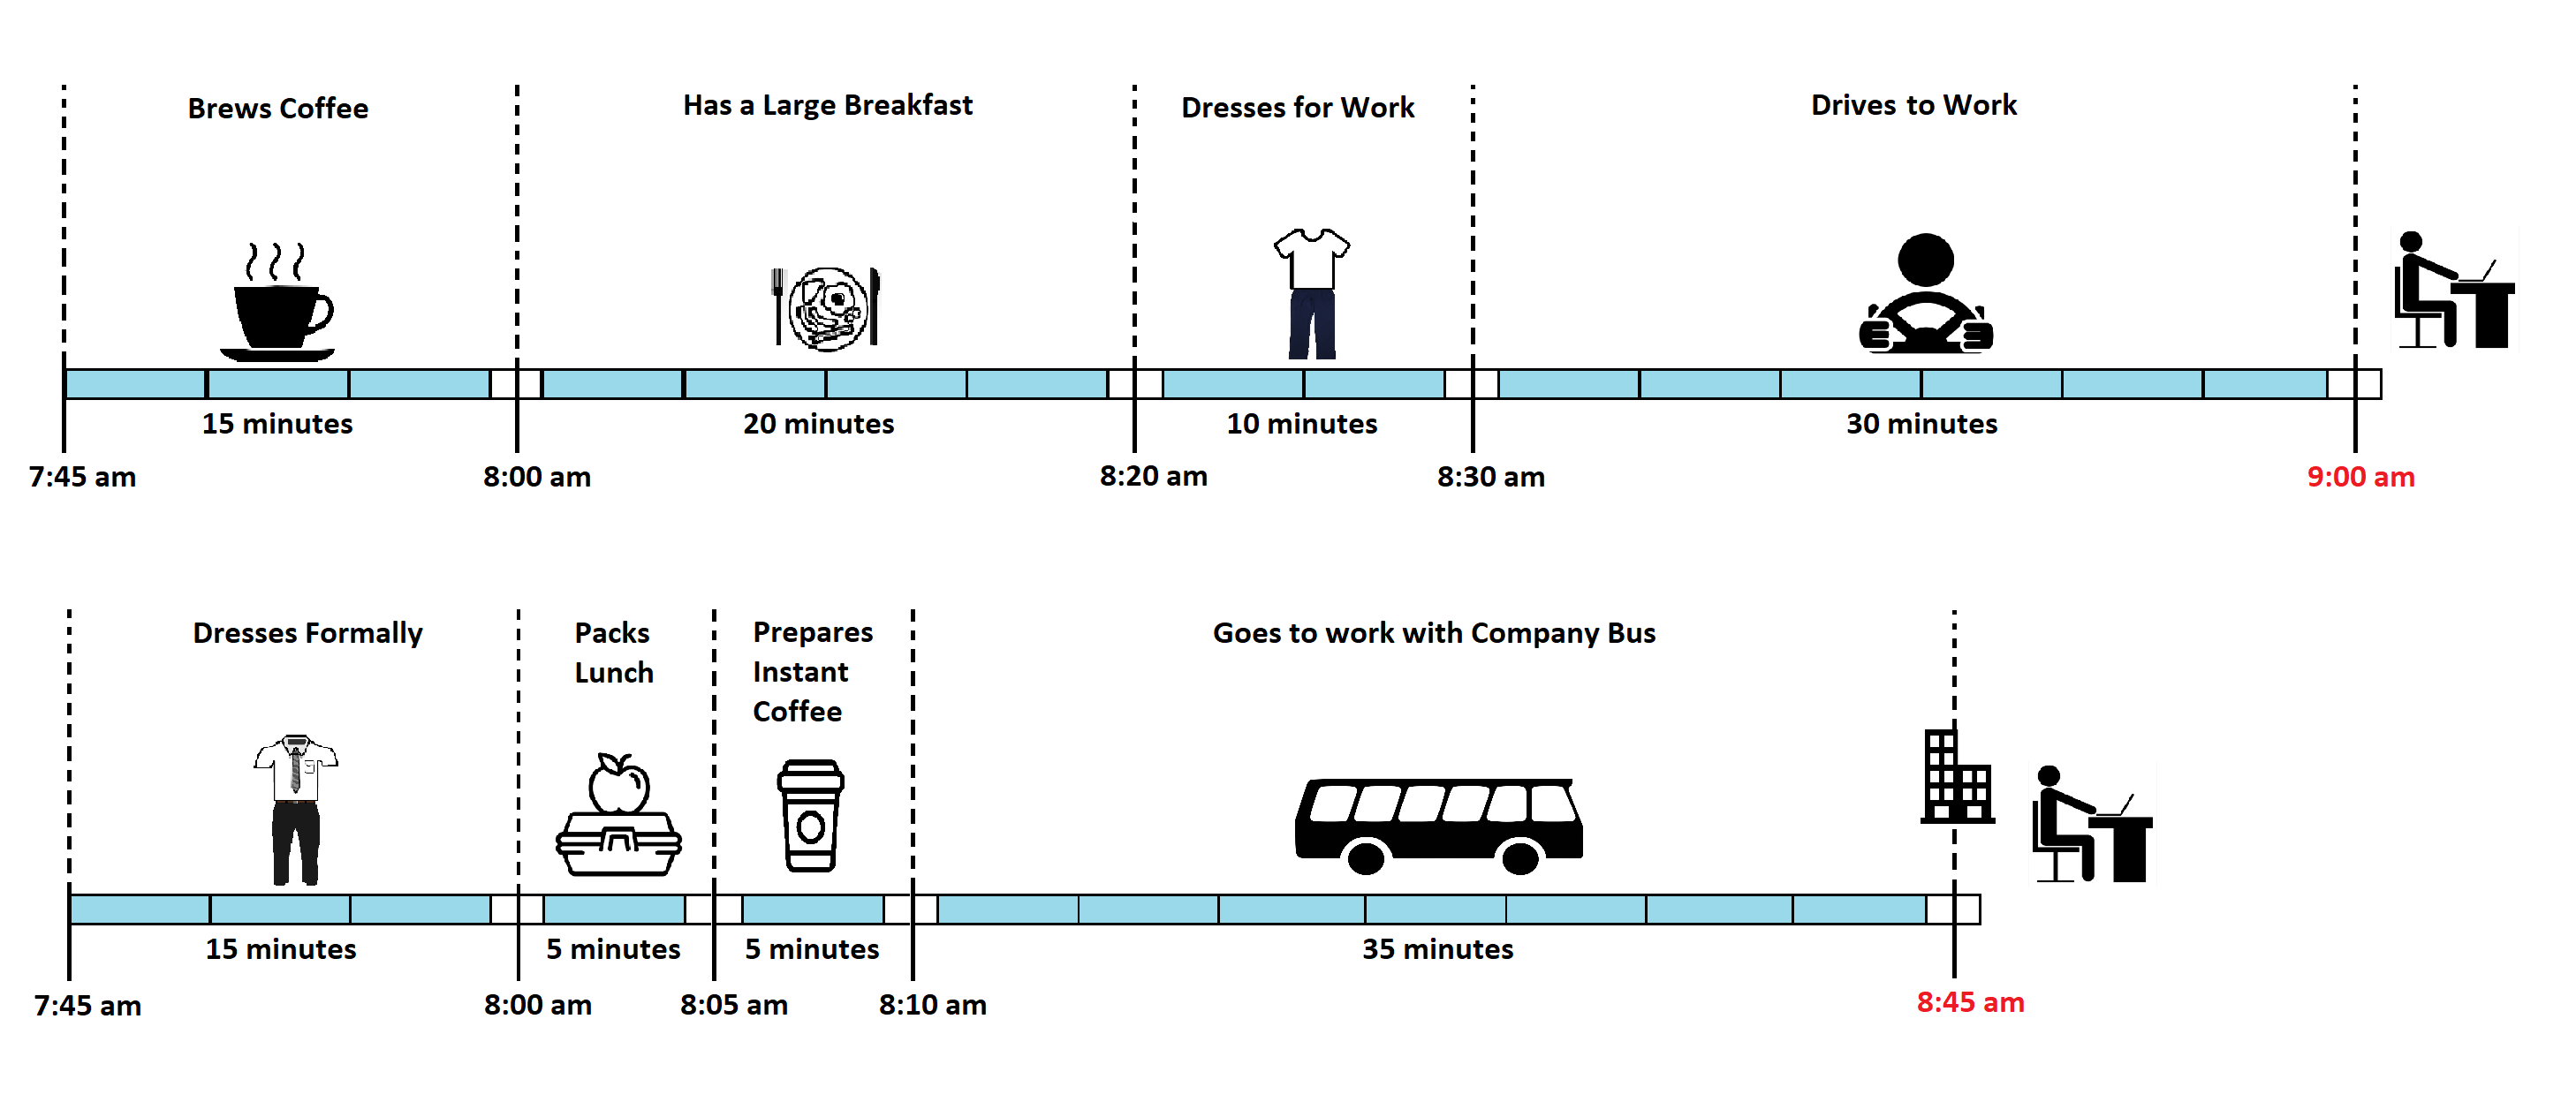 Brews Coffee
Has a Large Breakfast
Dresses for Work
Drives to Work
15 minutes
20 minutes
10 minutes
30 minutes
7:45 am
8:00 am
8:20 am
8:30 am
9:00 am
Dresses Formally
Packs
Lunch
Prepares
Instant
Coffee
Goes to work with Company Bus
15 minutes
5 minutes
5 minutes
35 minutes
7:45 am
8:00 am
8:05 am
8:10 am
8:45 am